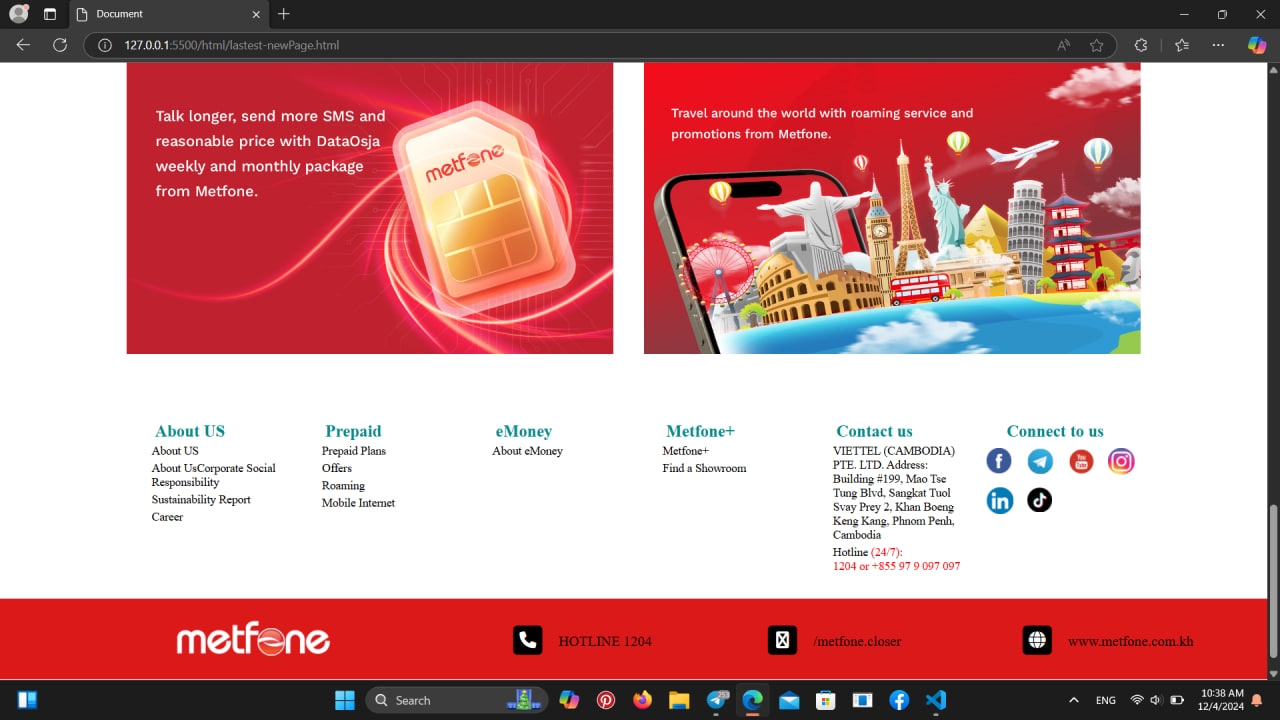 Document
127.0.0.1:5500/html/lastest-newPage.html
Talk longer, send more SMS and
reasonable price with DataOsja
weekly and monthly package
from Metfone.
metfone
Travel around the world with roaming service and
promotions from Metfone.
About US
About US
About UsCorporate Social
Responsibility
Sustainability Report
Career
Prepaid
Prepaid Plans
Offers
Roaming
Mobile Internet
eMoney
About eMoney
Metfone+
Metfone+
Find a Showroom
Contact us
VIETTEL (CAMBODIA)
PTE. LTD. Address:
Building #199, Mao Tse
Tung Blvd, Sangkat Tuol
Svay Prey 2, Khan Boeng
Keng Kang, Phnom Penh,
Cambodia
Hotline (24/7):
1204 or +855 97 9 097 097
Connect to us
You
Tube
in
metfone
HOTLINE 1204
/metfone.closer
www.metfone.com.kh
Search
253
ENG
10:38 AM
12/4/2024